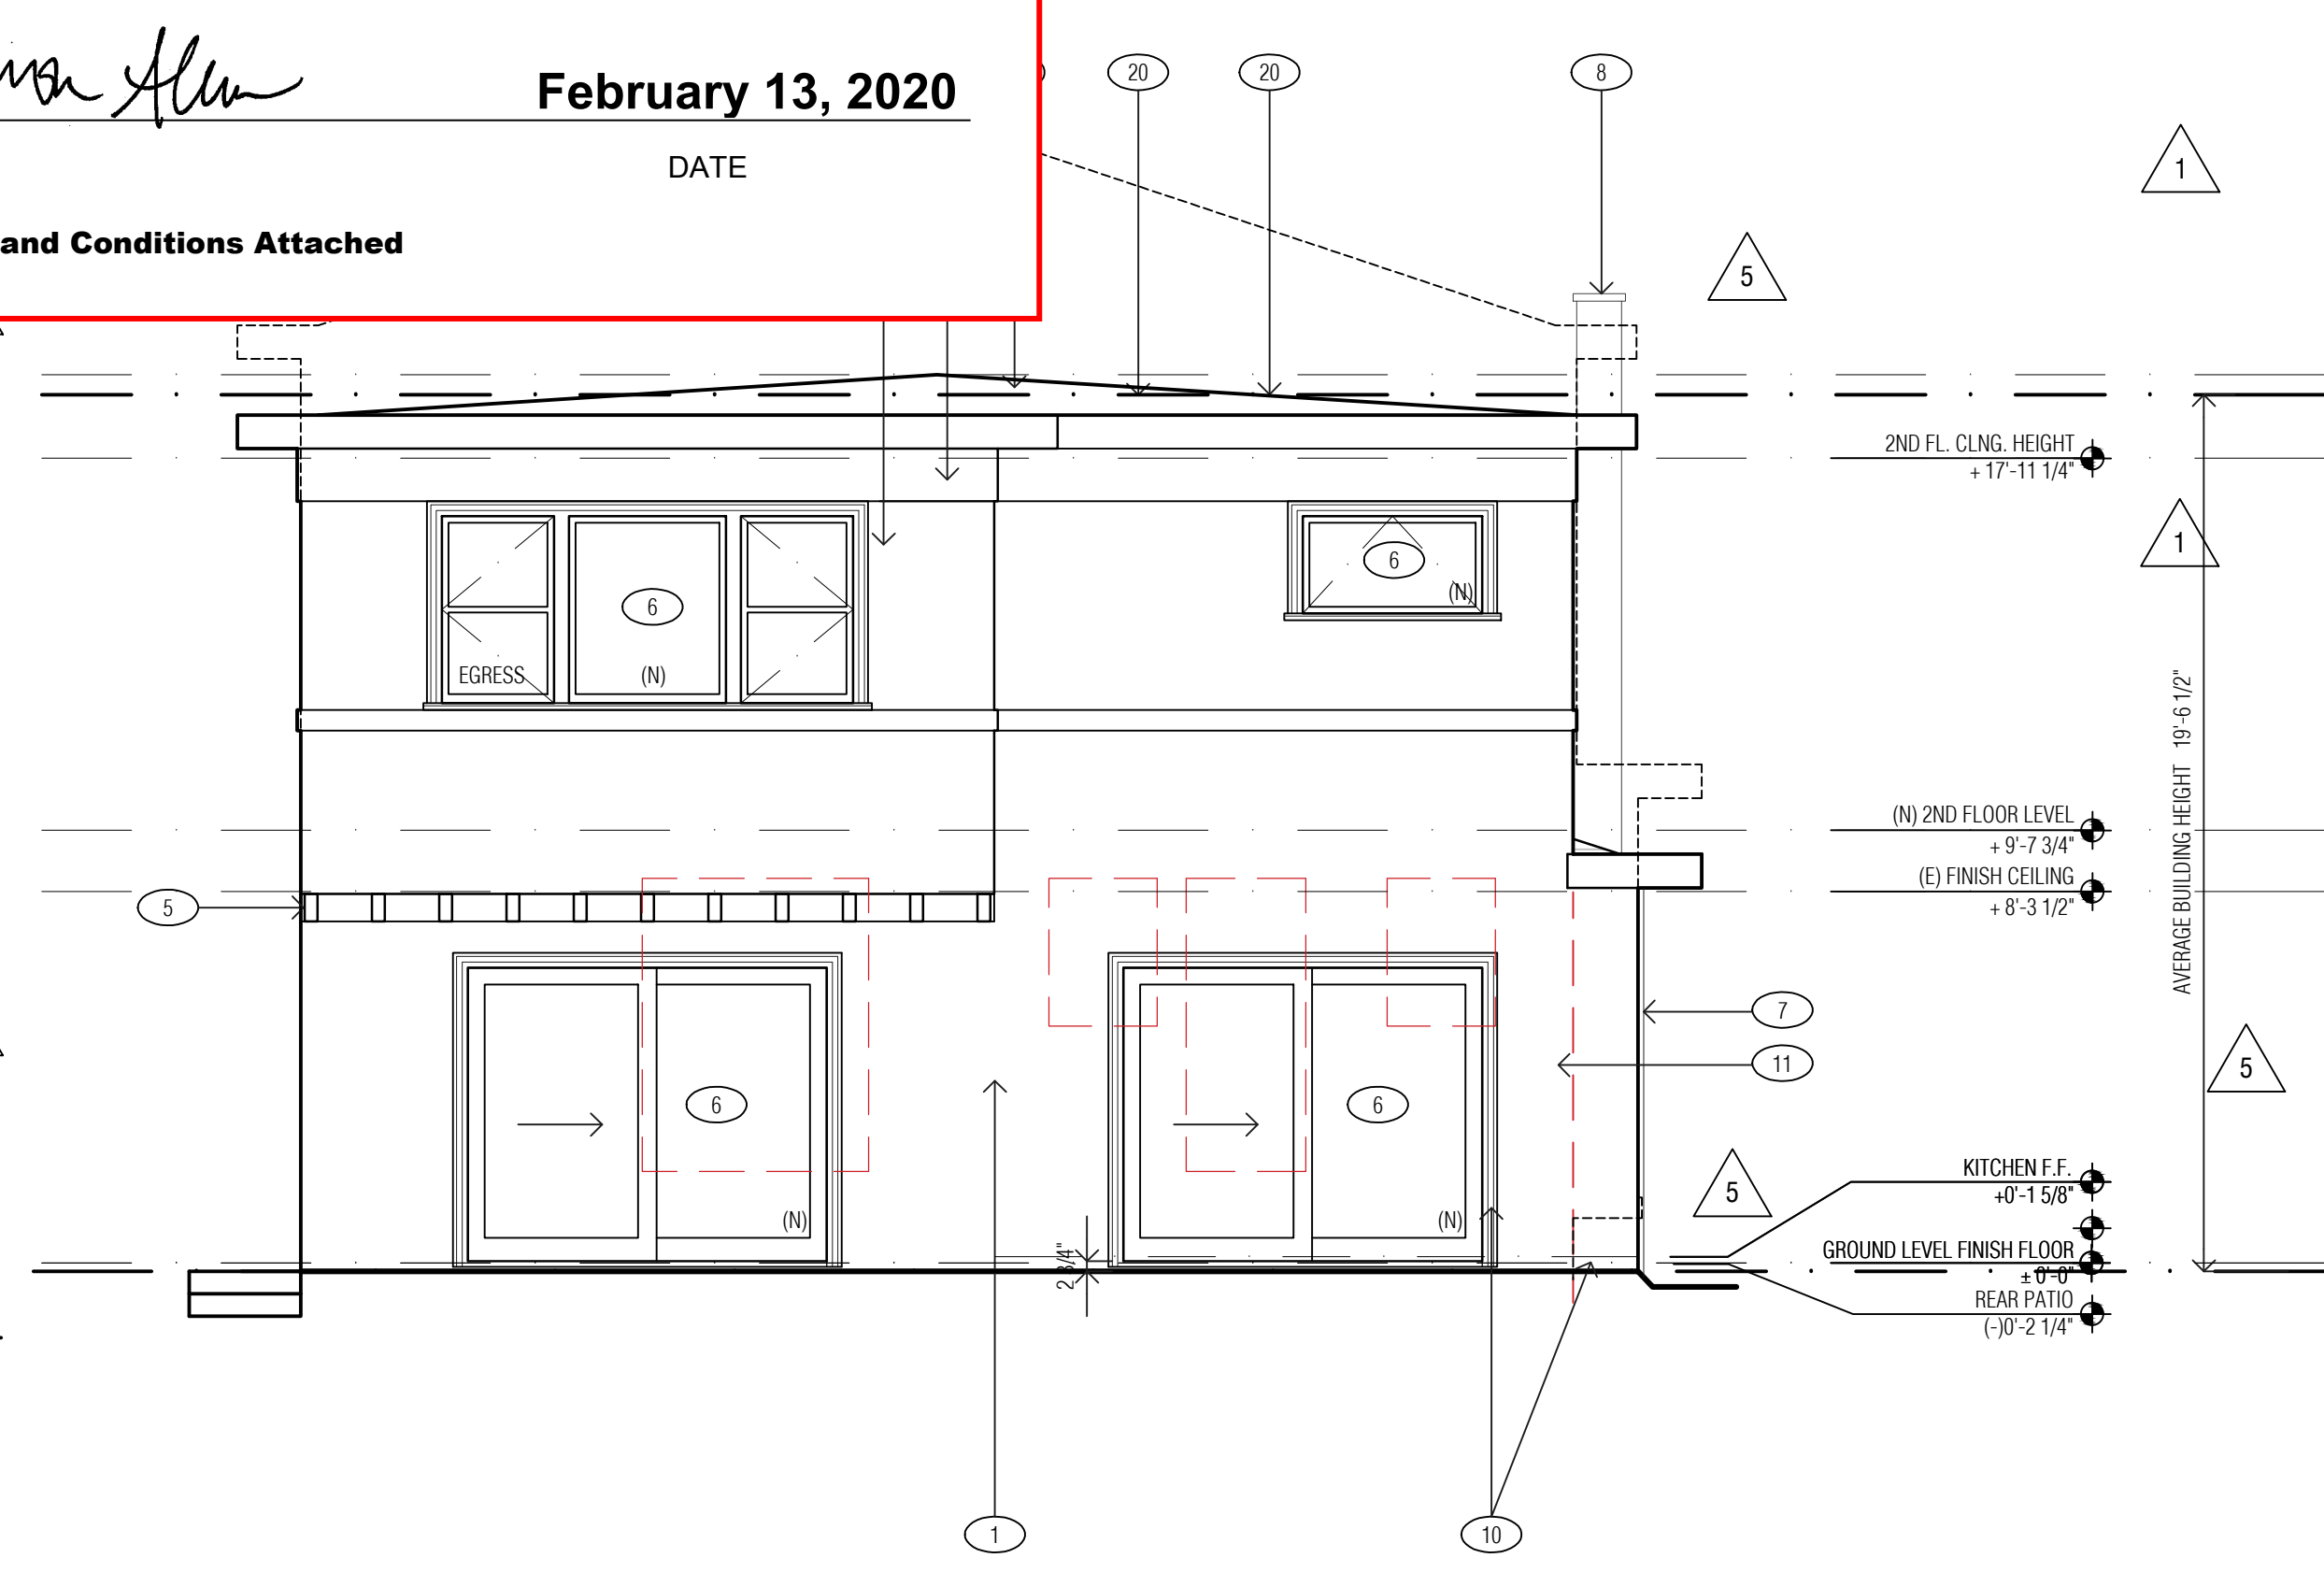 February 13, 2020
DATE
and Conditions Attached
20
20
8
1
5
2ND FL. CLNG. HEIGHT
+ 17'-11 1/4"
1
6
(N)
6
EGRESS
(N)
AVERAGE BUILDING HEIGHT 19'-6 1/2"
(N) 2ND FLOOR LEVEL
+ 9'-7 3/4"
(E) FINISH CEILING
+ 8'-3 1/2"
5
7
11
5
6
6
(N)
(N)
5
KITCHEN F.F.
+0'-1 5/8"
GROUND LEVEL FINISH FLOOR
± 0'-0"
REAR PATIO
(-)0'-2 1/4"
2 3/4"
1
10